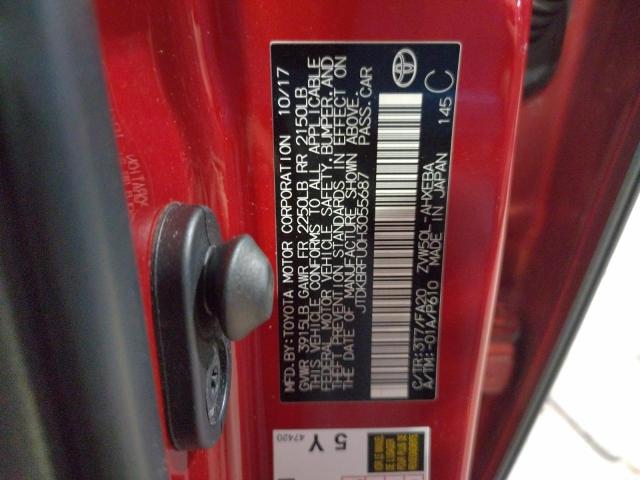 MFD.BY:TOYOTA MOTOR CORPORATION 10/17
GVWR 3915LB GAWR FR 2250LB RR 2150LB
THIS VEHICLE CONFORMS TO ALL APPLICABLE
FEDERAL MOTOR VEHICLE SAFETY, BUMPER, AND
THEFT PREVENTION STANDARDS IN EFFECT ON
THE DATE OF MANUFACTURE SHOWN ABOVE.
JTDKBRFU0H3055687 PASS.CAR
C/TR:3T7/FA20 ZVW50L-AHXEBA
A/TM:-01A/P610 MADE IN JAPAN 145 C
5 Y
47420